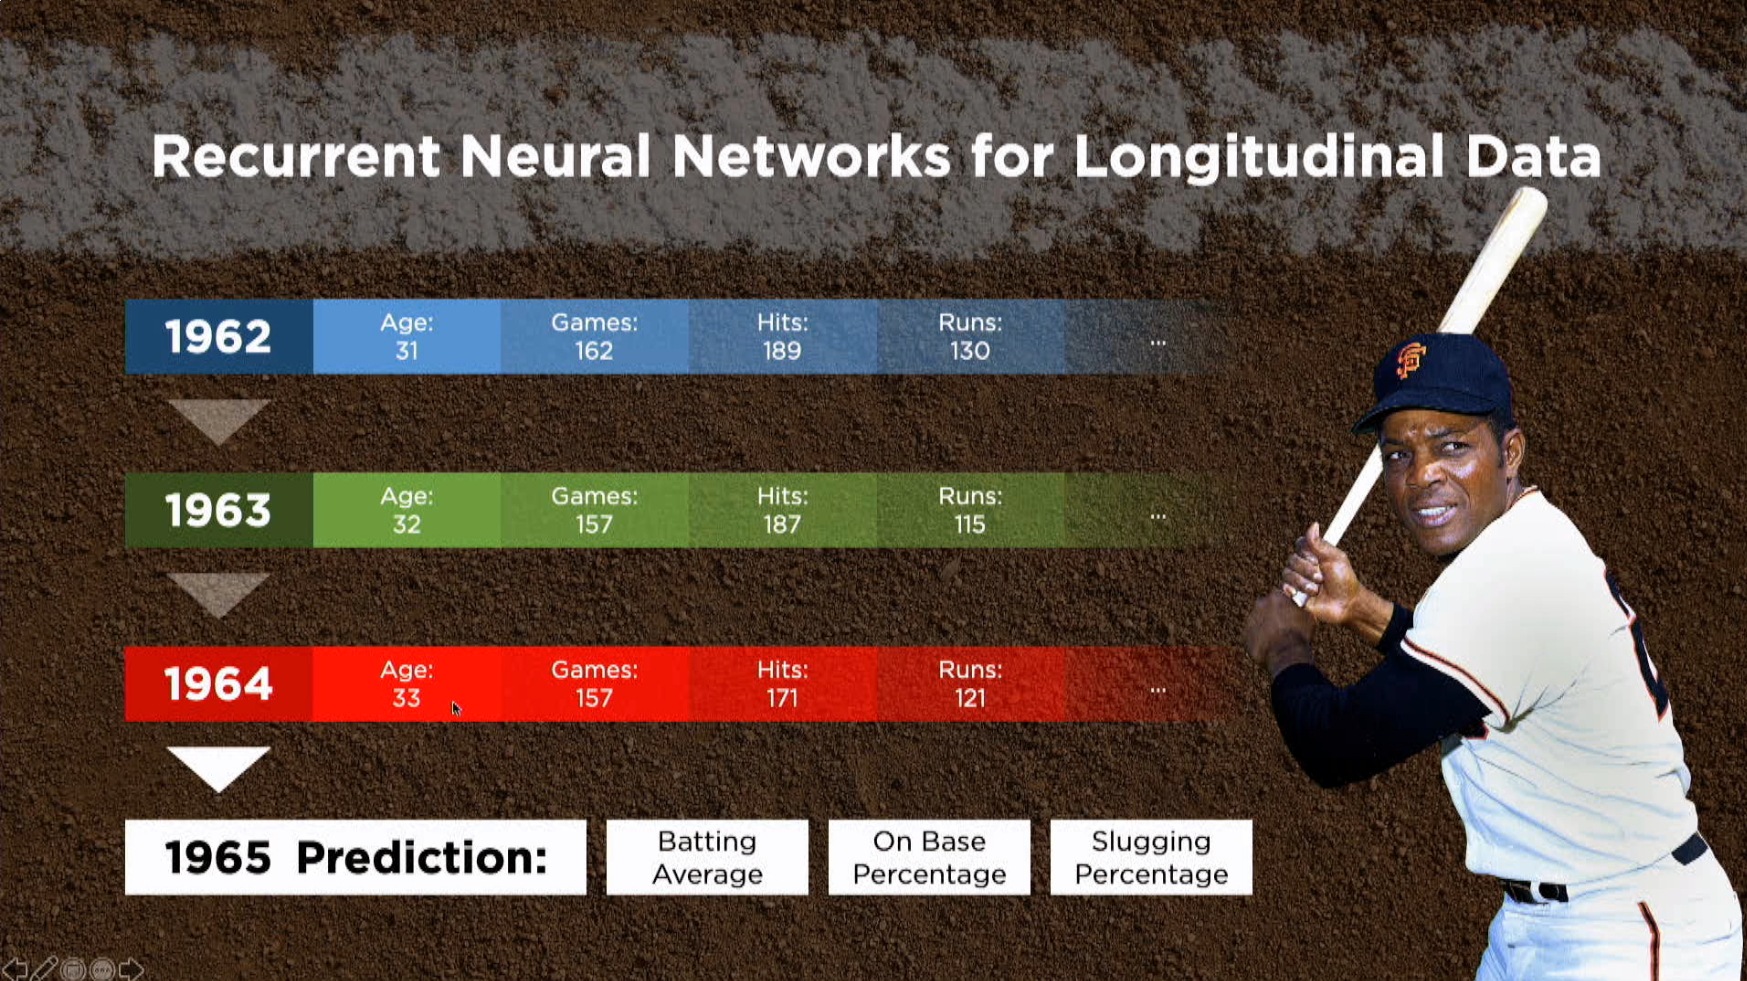 Recurrent Neural Networks for Longitudinal Data
SF
1962 Age: Games: Hits: Runs:
31 162 189 130 ...
1963 Age: Games: Hits: Runs:
32 157 187 115 ...
1964 Age: Games: Hits: Runs:
33 157 171 121 ...
1965 Prediction: Batting On Base Slugging
Average Percentage Percentage